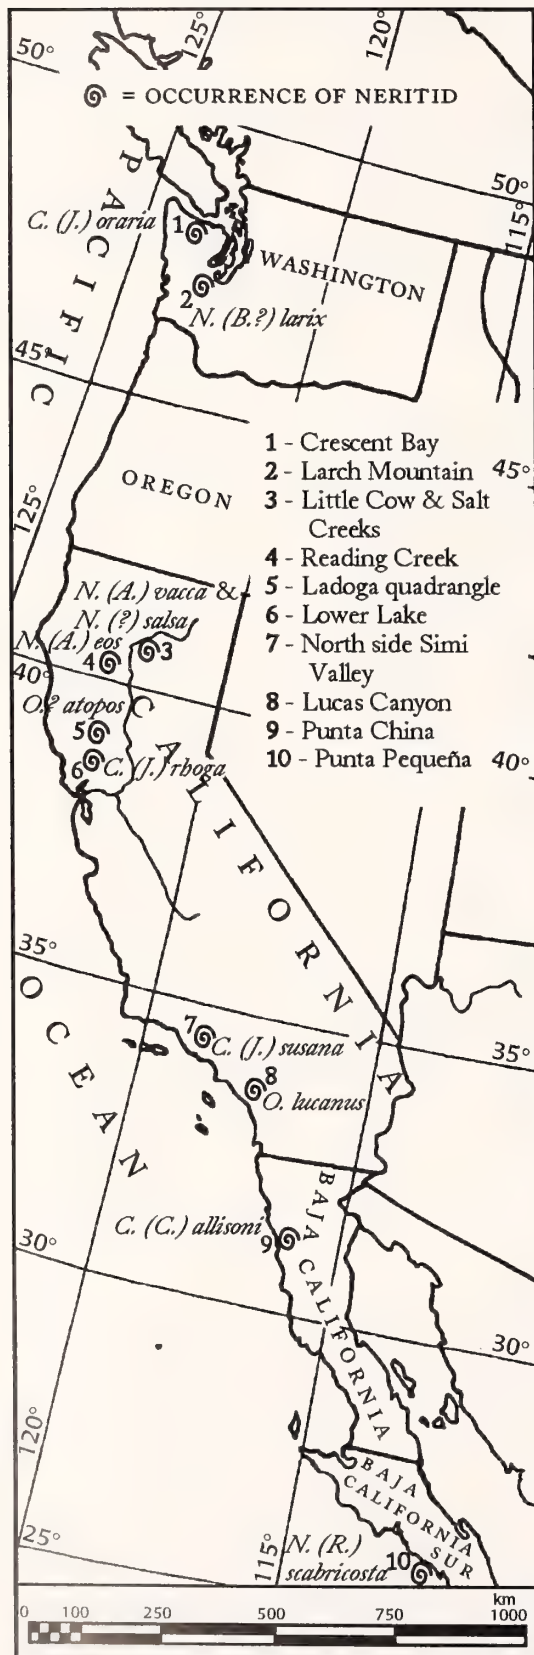 125°
120°
50°
= OCCURRENCE OF NERITID
50°
115°
PACIFIC
C. (J.) oraria
1
WASHINGTON
2
N. (B.?) larix
45°
1 - Crescent Bay
2 - Larch Mountain
45°
3 - Little Cow & Salt
Creeks
4 - Reading Creek
5 - Ladoga quadrangle
6 - Lower Lake
7 - North side Simi
Valley
8 - Lucas Canyon
9 - Punta China
10 - Punta Pequeña
40°
OREGON
125°
N. (A.) vacca &
N. (?) salsa
N. (A.) eos
4
3
40°
O.? atopos
5
6
C. (J.) rhoga
CALIFORNIA
35°
OCEAN
7
C. (J.) susana
35°
8
O. lucanus
C. (C.) allisoni
9
BAJA CALIFORNIA
30°
30°
120°
BAJA
CALIFORNIA
SUR
25°
115°
N. (R.)
scabricosta
10
km
0 100 250 500 750 1000